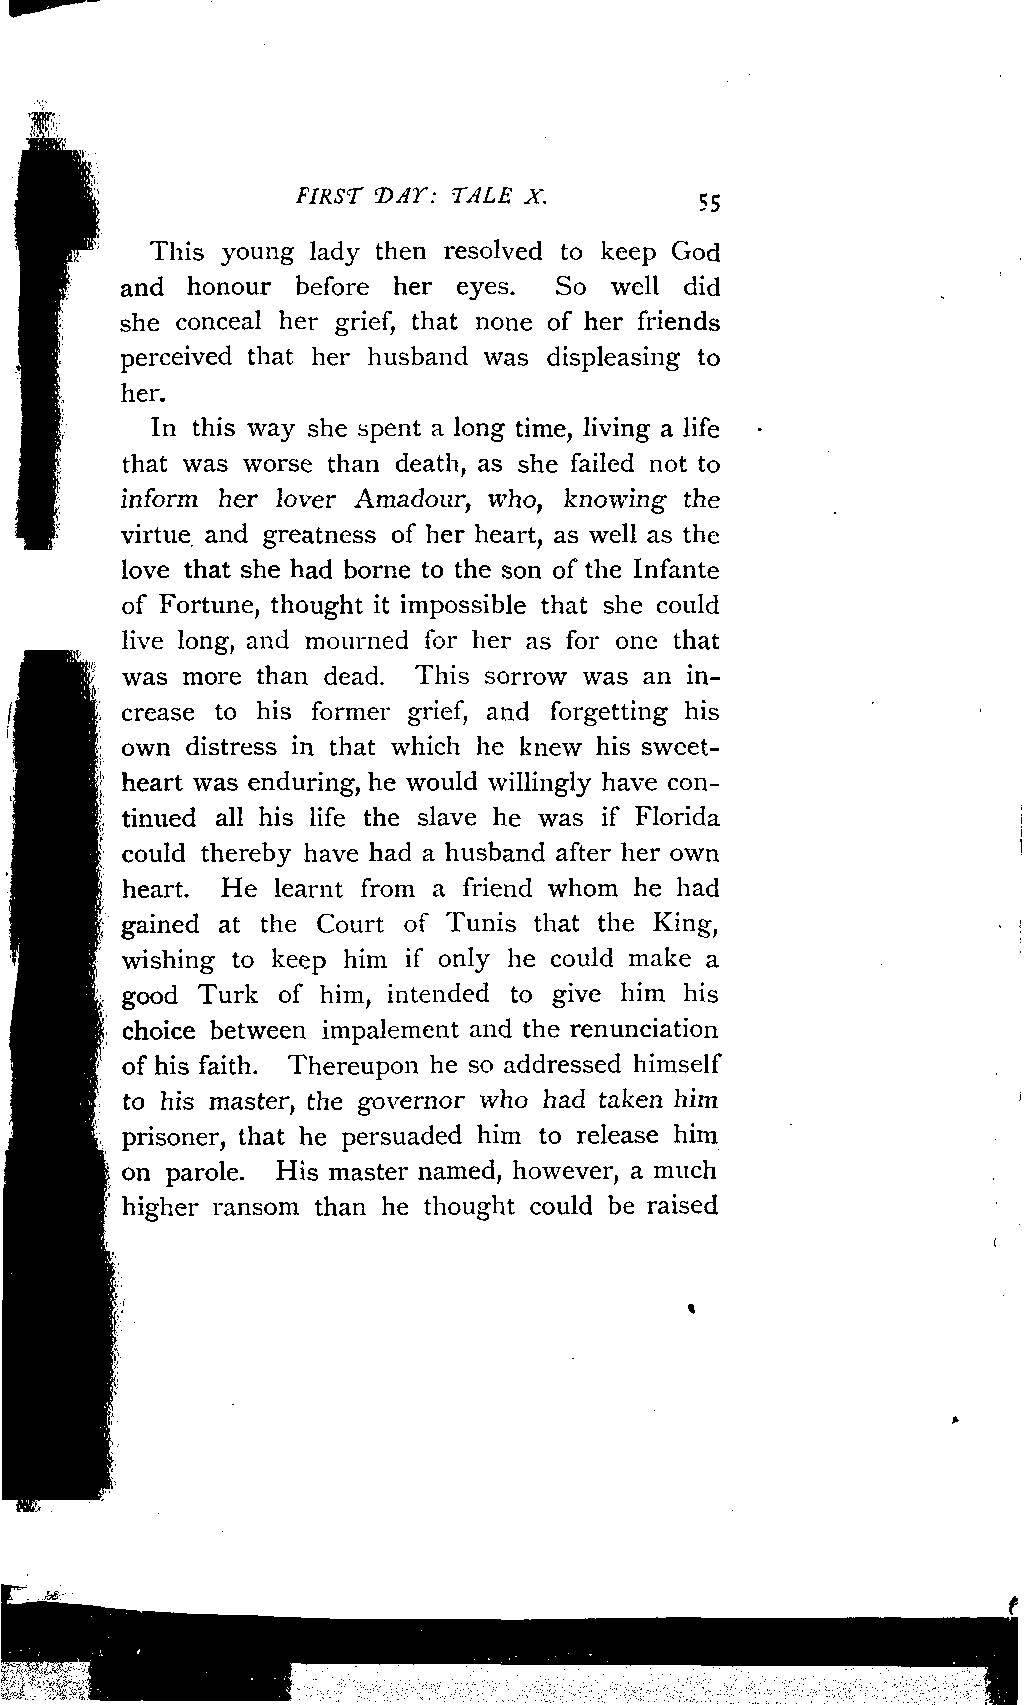 FIRST DAY: TALE X. 55
This young lady then resolved to keep God
and honour before her eyes. So well did
she conceal her grief, that none of her friends
perceived that her husband was displeasing to
her.
In this way she spent a long time, living a life
that was worse than death, as she failed not to
inform her lover Amadour, who, knowing the
virtue and greatness of her heart, as well as the
love that she had borne to the son of the Infante
of Fortune, thought it impossible that she could
live long, and mourned for her as for one that
was more than dead. This sorrow was an in-
crease to his former grief, and forgetting his
own distress in that which he knew his sweet-
heart was enduring, he would willingly have con-
tinued all his life the slave he was if Florida
could thereby have had a husband after her own
heart. He learnt from a friend whom he had
gained at the Court of Tunis that the King,
wishing to keep him if only he could make a
good Turk of him, intended to give him his
choice between impalement and the renunciation
of his faith. Thereupon he so addressed himself
to his master, the governor who had taken him
prisoner, that he persuaded him to release him
on parole. His master named, however, a much
higher ransom than he thought could be raised